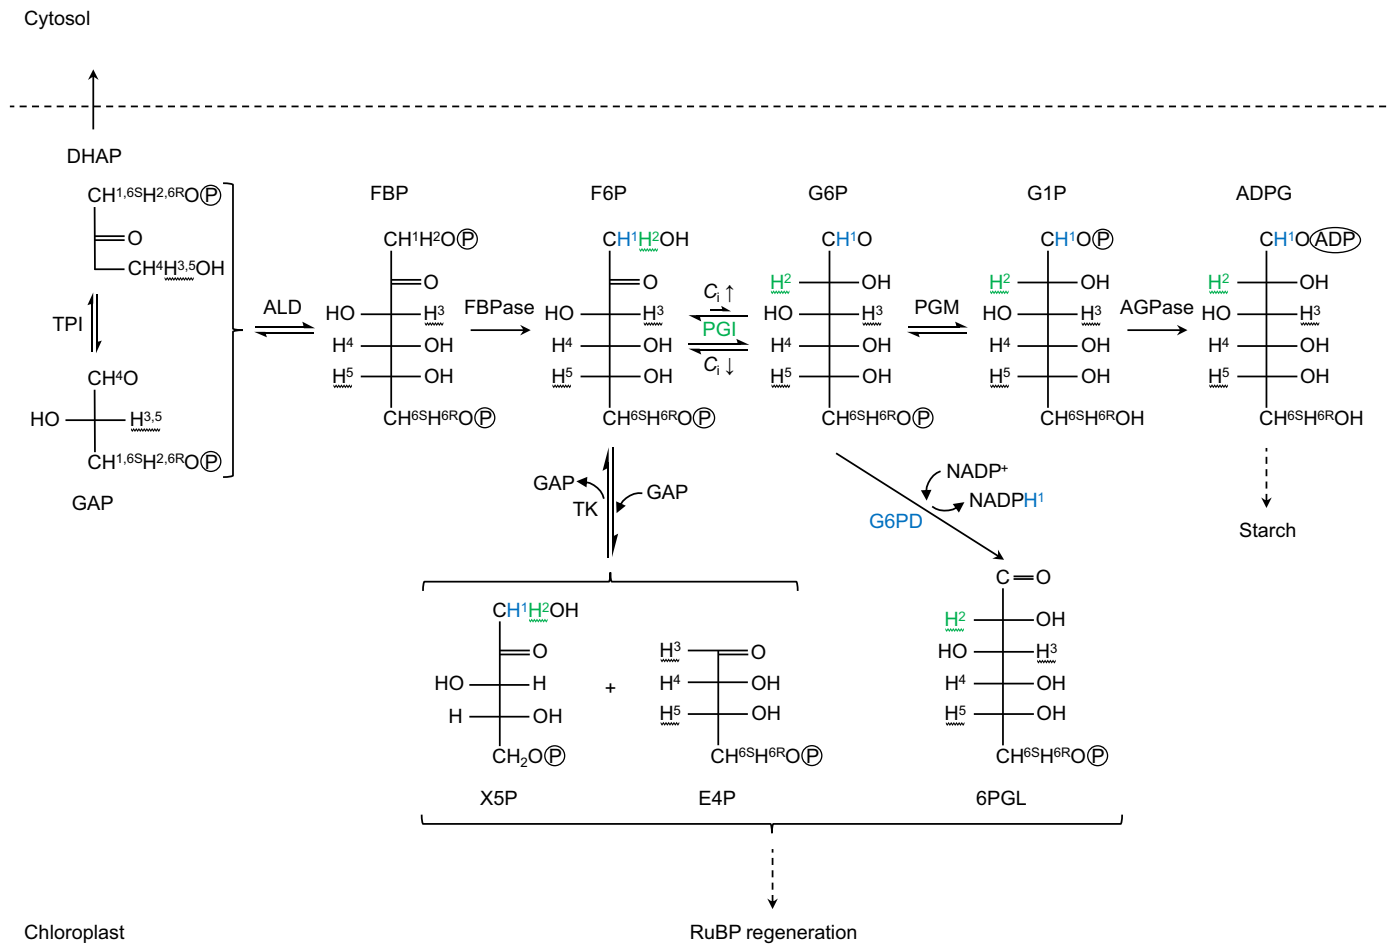 Cytosol
DHAP
CH1,6SH2,6ROP
O
CH4H3,5OH
TPI
CH4O
HO
H3,5
CH1,6SH2,6ROP
GAP
ALD
FBP
CH1H2OP
O
HO
H3
H4
OH
H5
OH
CH6SH6ROP
FBPase
F6P
CH1H2OH
O
HO
H3
H4
OH
H5
OH
CH6SH6ROP
Ci ↑
PGI
Ci ↓
G6P
CH1O
H2
OH
HO
H3
H4
OH
H5
OH
CH6SH6ROP
PGM
G1P
CH1OP
H2
OH
HO
H3
H4
OH
H5
OH
CH6SH6ROH
AGPase
ADPG
CH1OADP
H2
OH
HO
H3
H4
OH
H5
OH
CH6SH6ROH
Starch
GAP
GAP
TK
NADP+
NADPH1
G6PD
CH1H2OH
O
HO
H
H
OH
CH2OP
X5P
+
H3
O
H4
OH
H5
OH
CH6SH6ROP
E4P
C
O
H2
OH
HO
H3
H4
OH
H5
OH
CH6SH6ROP
6PGL
Chloroplast
RuBP regeneration